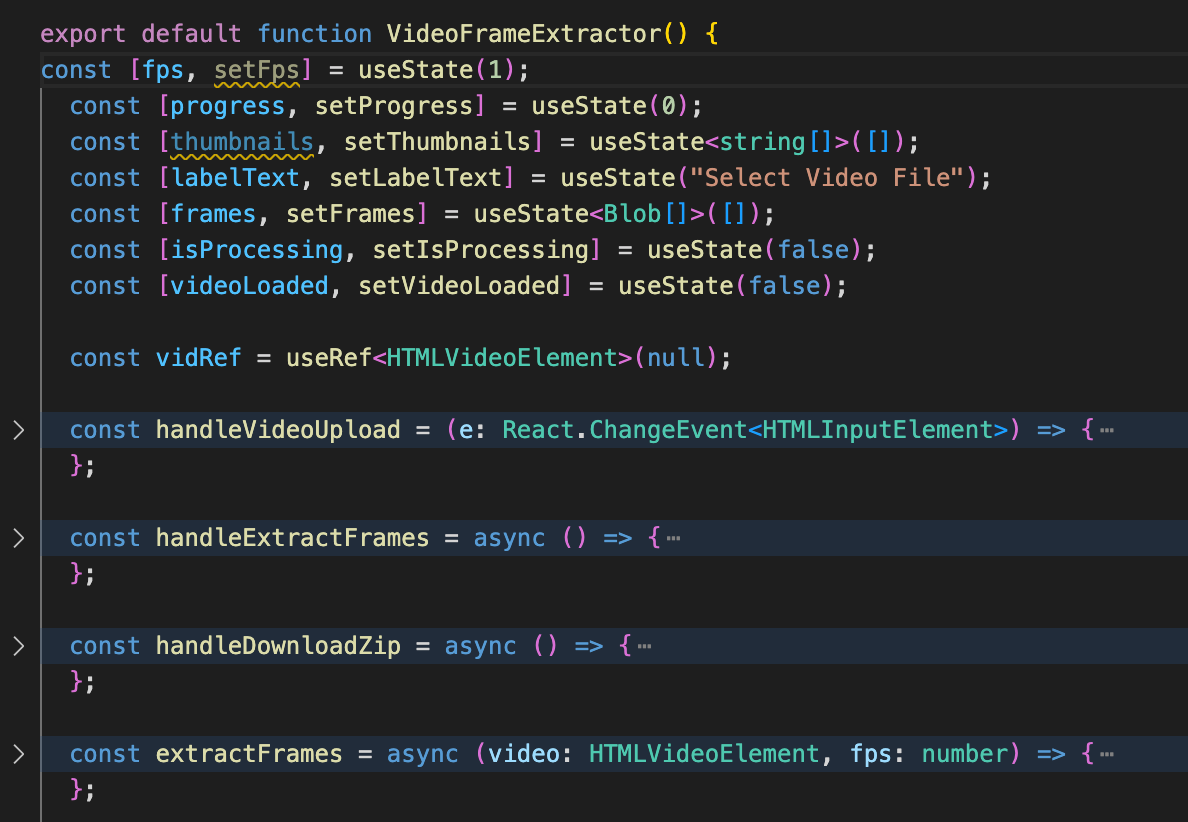 export default function VideoFrameExtractor() {
const [fps, setFps] = useState(1);
  const [progress, setProgress] = useState(0);
  const [thumbnails, setThumbnails] = useState<string[]>([]);
  const [labelText, setLabelText] = useState("Select Video File");
  const [frames, setFrames] = useState<Blob[]>([]);
  const [isProcessing, setIsProcessing] = useState(false);
  const [videoLoaded, setVideoLoaded] = useState(false);

  const vidRef = useRef<HTMLVideoElement>(null);

  const handleVideoUpload = (e: React.ChangeEvent<HTMLInputElement>) => {⋯
  };

  const handleExtractFrames = async () => {⋯
  };

  const handleDownloadZip = async () => {⋯
  };

  const extractFrames = async (video: HTMLVideoElement, fps: number) => {⋯
  };